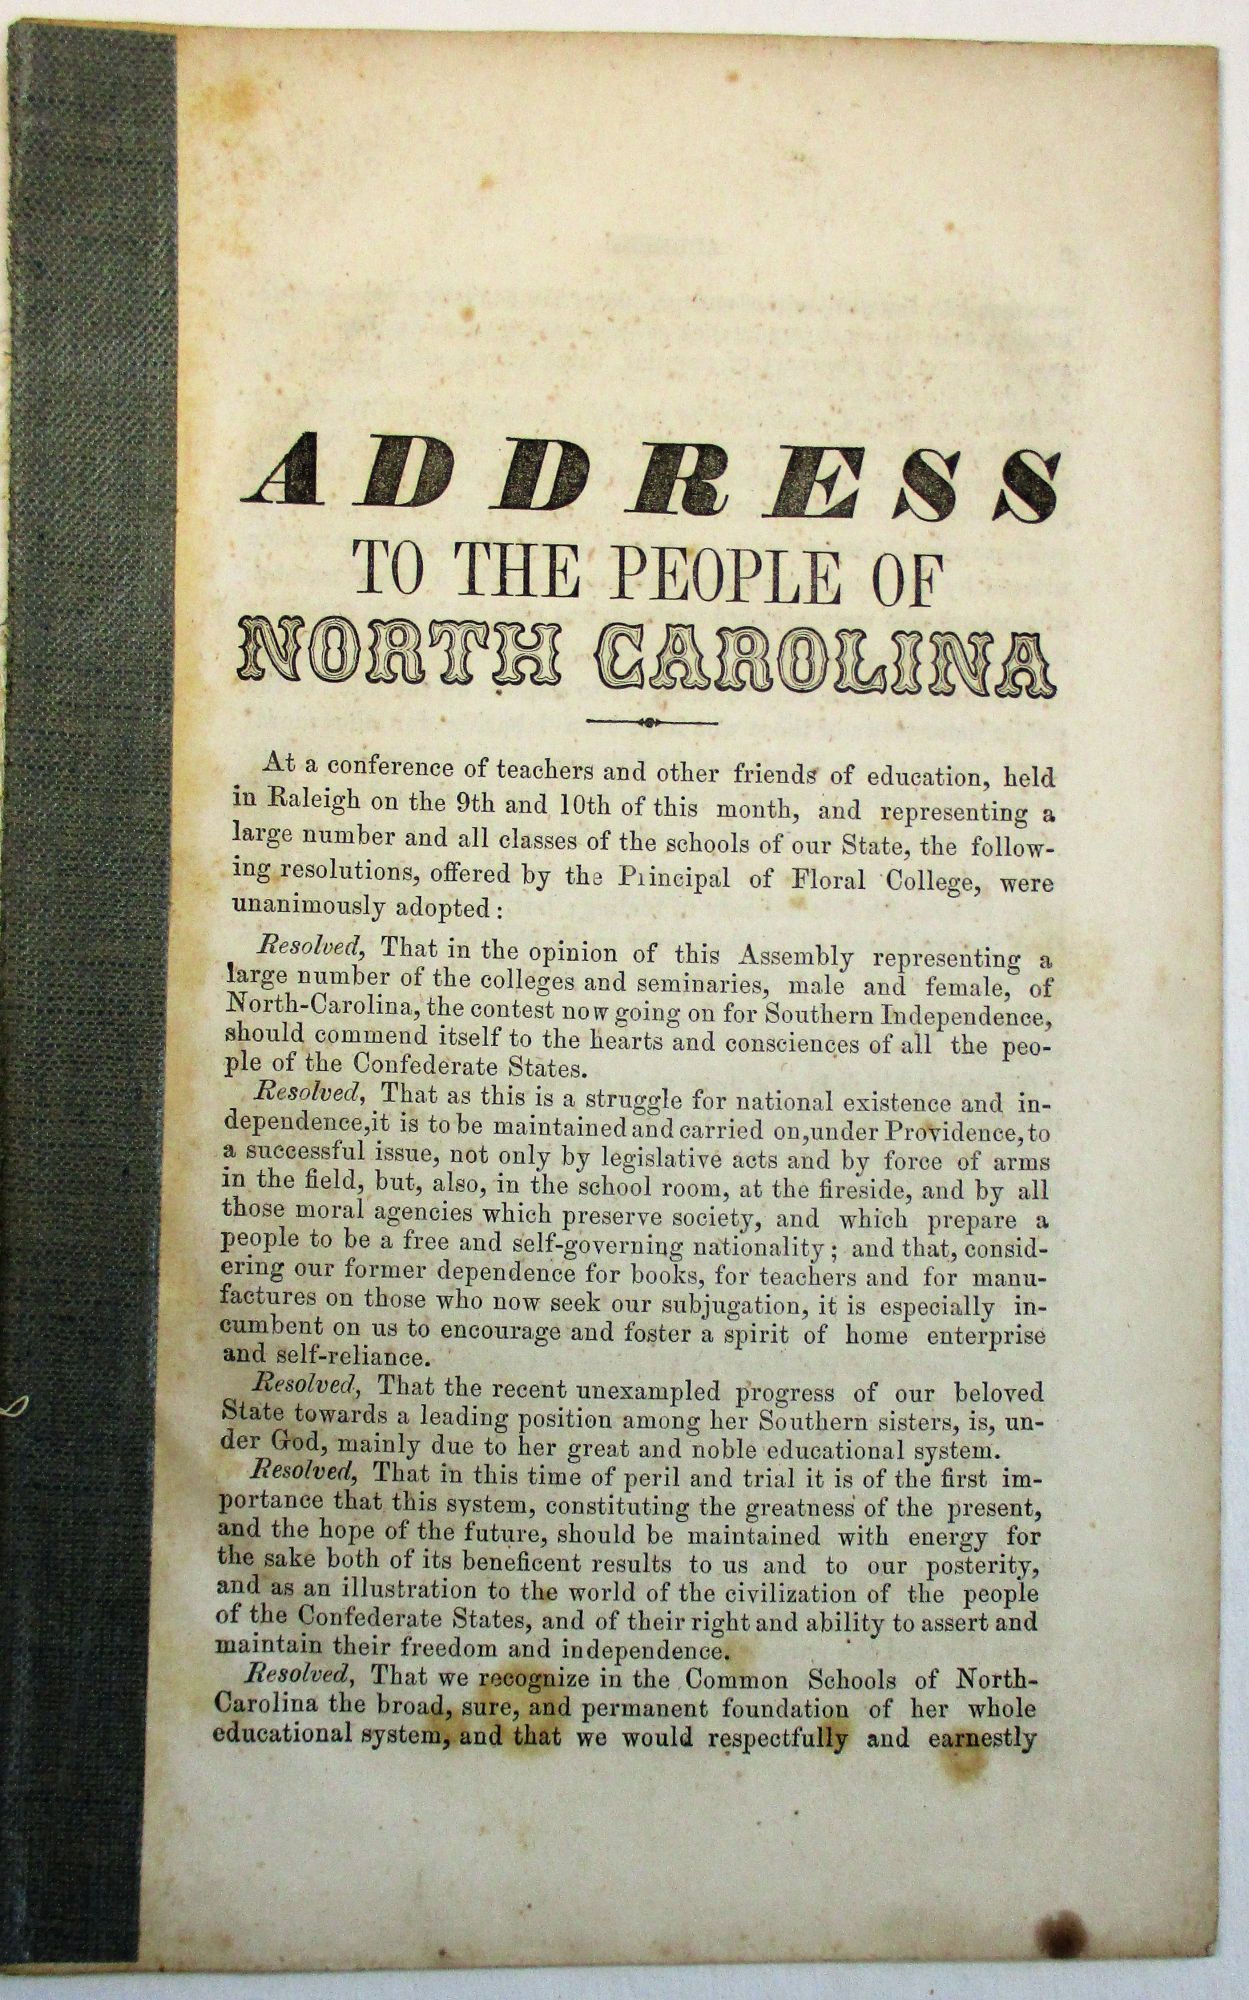 ADDRESS
TO THE PEOPLE OF
NORTH CAROLINA
At a conference of teachers and other friends of education, held
in Raleigh on the 9th and 10th of this month, and representing a
large number and all classes of the schools of our State, the follow-
ing resolutions, offered by the Principal of Floral College, were
unanimously adopted:
Resolved, That in the opinion of this Assembly representing a
large number of the colleges and seminaries, male and female, of
North-Carolina, the contest now going on for Southern Independence,
should commend itself to the hearts and consciences of all the peo-
ple of the Confederate States.
Resolved, That as this is a struggle for national existence and in-
dependence, it is to be maintained and carried on, under Providence, to
a successful issue, not only by legislative acts and by force of arms
in the field, but, also, in the school room, at the fireside, and by all
those moral agencies which preserve society, and which prepare a
people to be a free and self-governing nationality; and that, consid-
ering our former dependence for books, for teachers and for manu-
factures on those who now seek our subjugation, it is especially in-
cumbent on us to encourage and foster a spirit of home enterprise
and self-reliance.
Resolved, That the recent unexampled progress of our beloved
State towards a leading position among her Southern sisters, is, un-
der God, mainly due to her great and noble educational system.
Resolved, That in this time of peril and trial it is of the first im-
portance that this system, constituting the greatness of the present,
and the hope of the future, should be maintained with energy for
the sake both of its beneficent results to us and to our posterity,
and as an illustration to the world of the civilization of the people
of the Confederate States, and of their right and ability to assert and
maintain their freedom and independence.
Resolved, That we recognize in the Common Schools of North-
Carolina the broad, sure, and permanent foundation of her whole
educational system, and that we would respectfully and earnestly